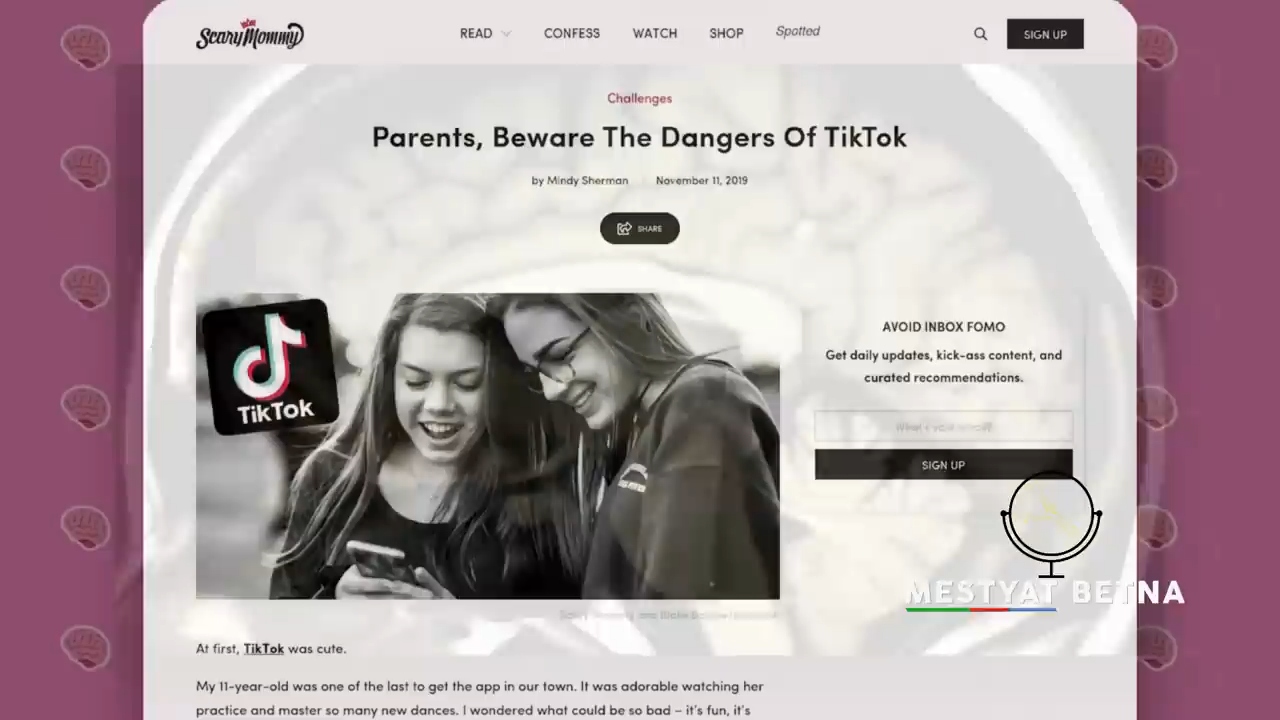 Scary Mommy
READ CONFESS WATCH SHOP Spotted SIGN UP
Challenges
Parents, Beware The Dangers Of TikTok
by Mindy Sherman November 11, 2019
SHARE
TikTok
AVOID INBOX FOMO
Get daily updates, kick-ass content, and
curated recommendations.
SIGN UP
MESTYAT BETNA
At first, TikTok was cute.
My 11-year-old was one of the last to get the app in our town. It was adorable watching her
practice and master so many new dances. I wondered what could be so bad – it's fun, it's